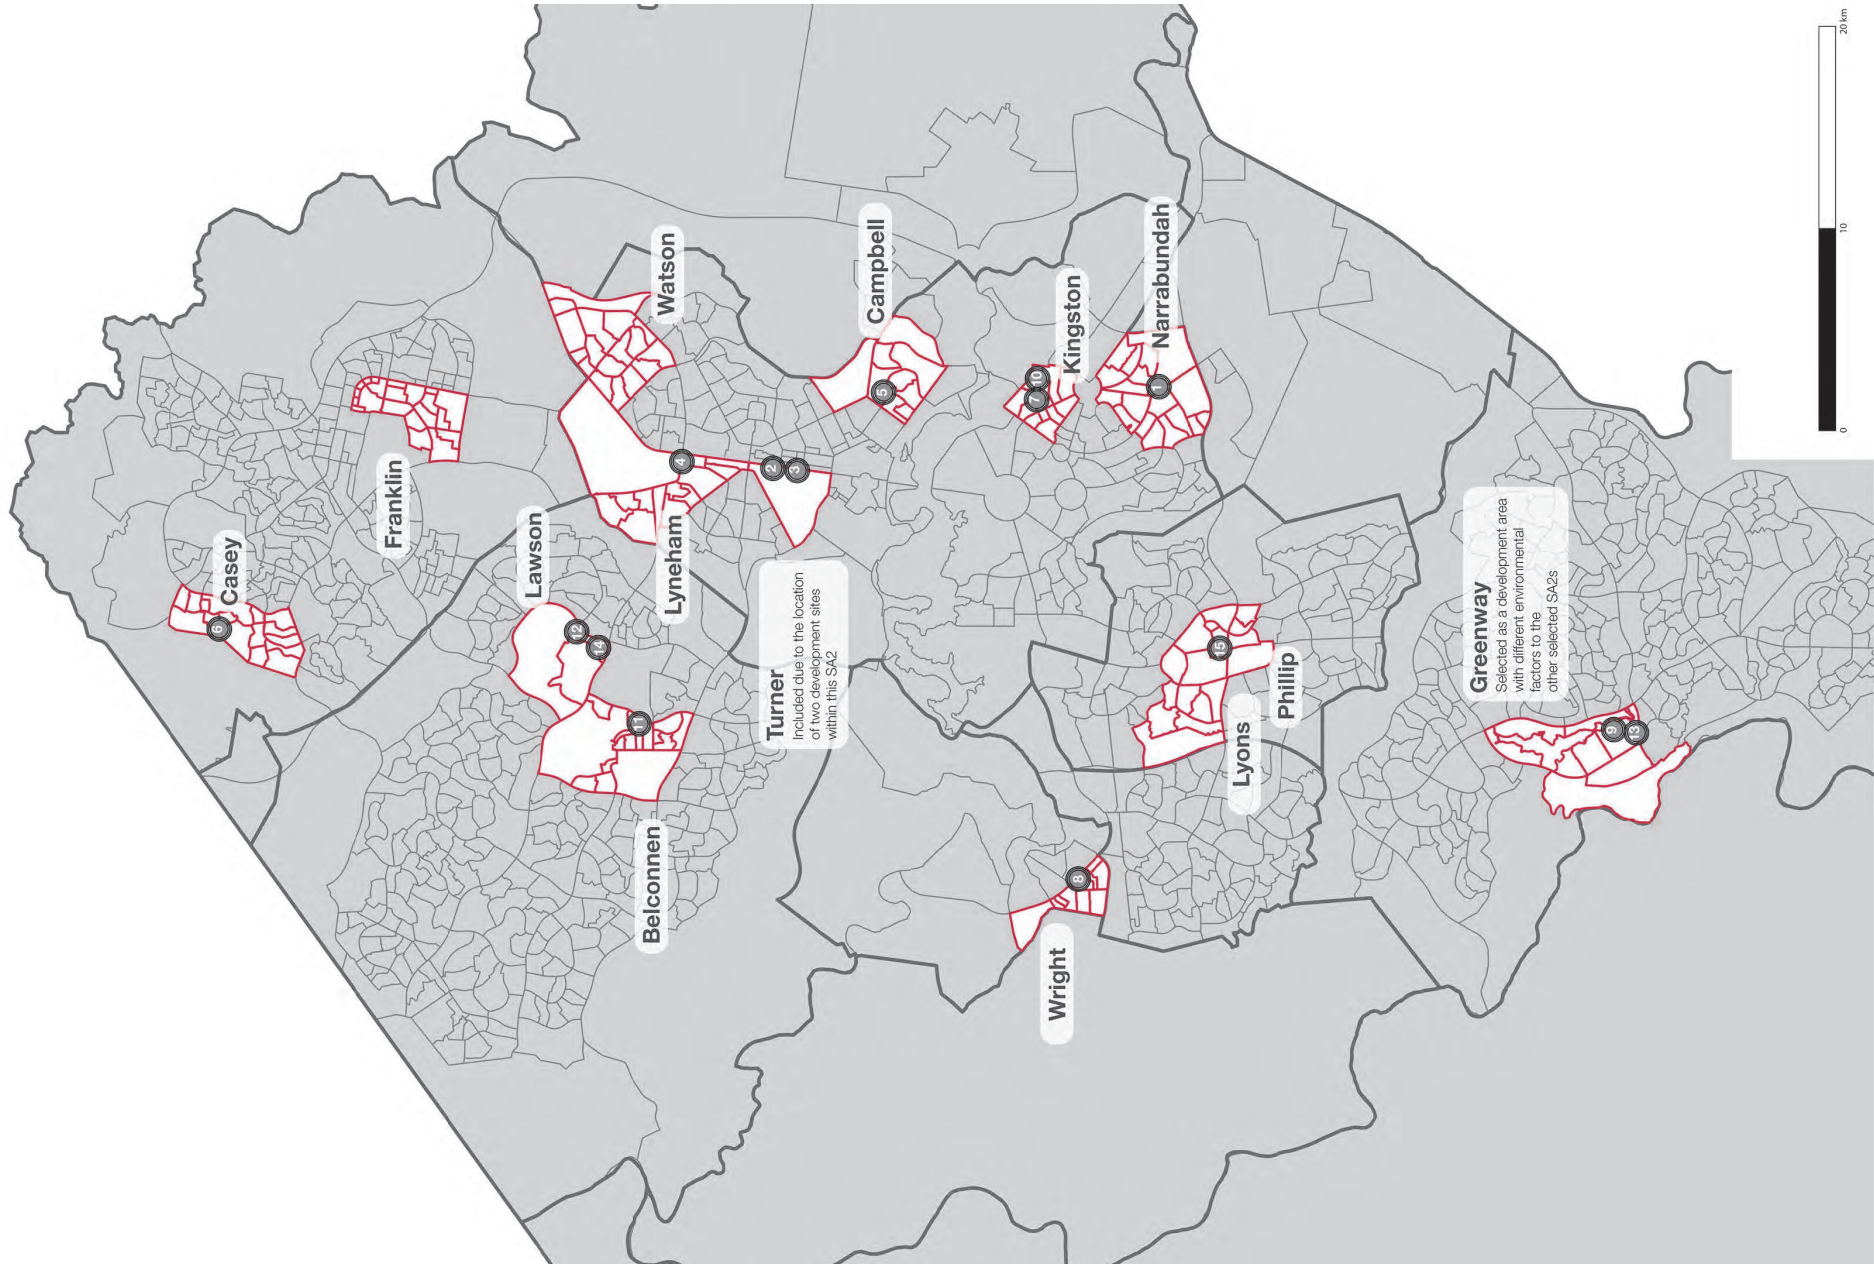 Casey
6
Franklin
Lawson
12
14
Belconnen
11
Lyneham
4
Watson
Turner
Included due to the location
of two development sites
within this SA2
2
3
Campbell
5
Kingston
7
10
Narrabundah
1
Wright
8
Lyons
Phillip
15
Greenway
Selected as a development area
with different environmental
factors to the
other selected SA2s
9
13
0
10
20 km